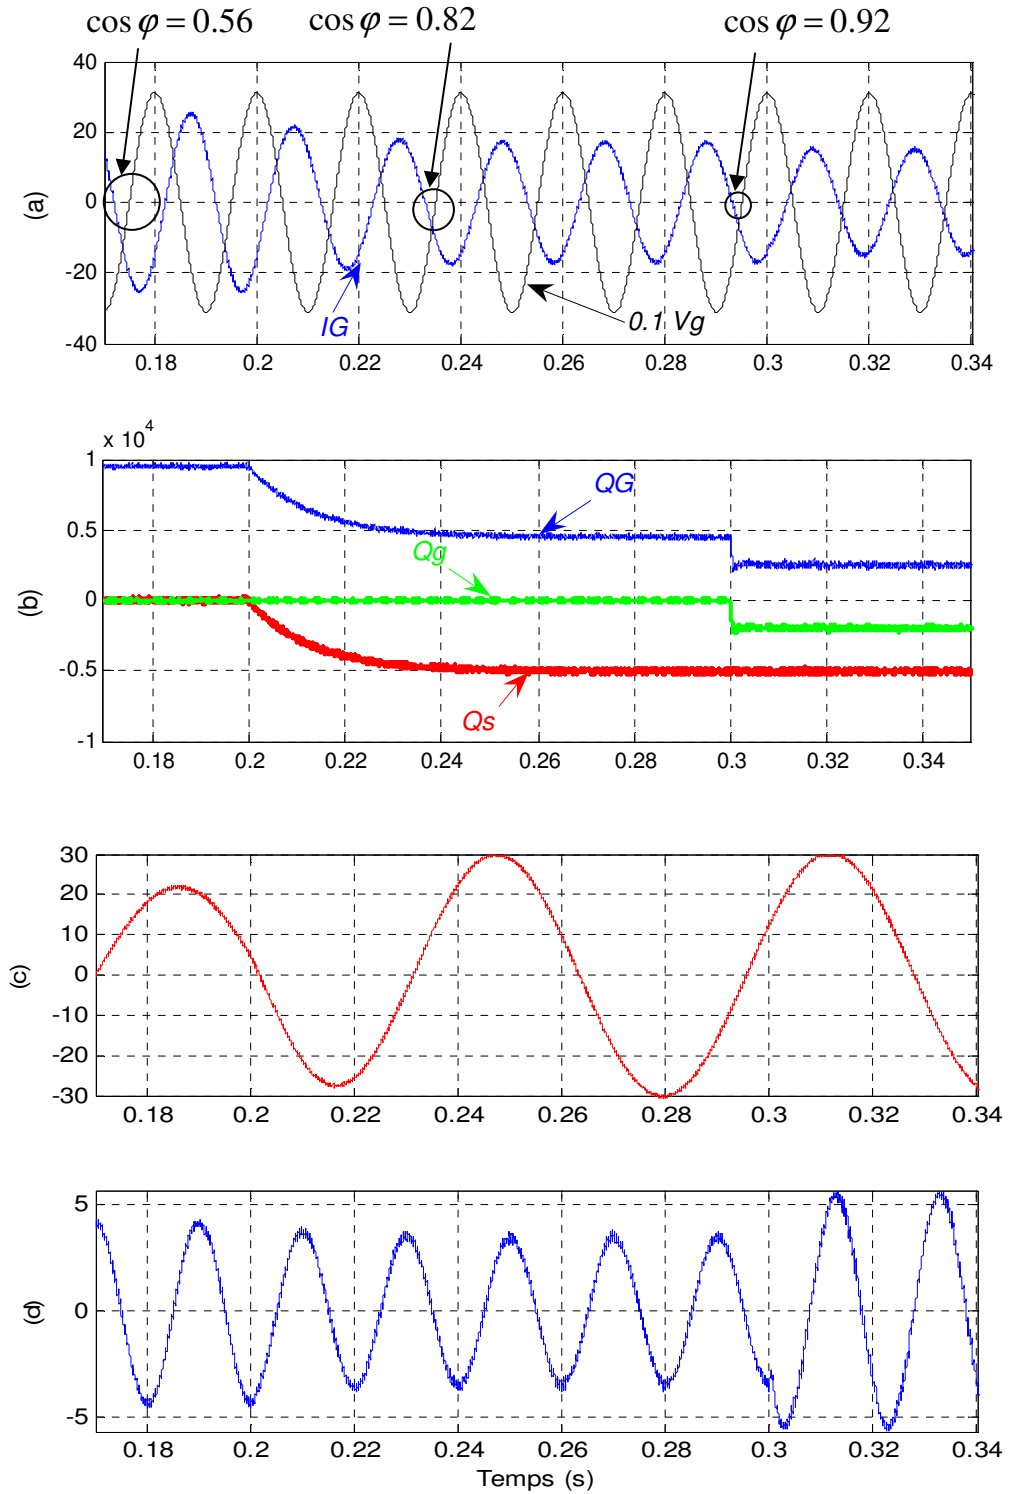 cos φ = 0.56
cos φ = 0.82
cos φ = 0.92
40
20
0
-20
-40
(a)
IG
0.1 Vg
0.18 0.2 0.22 0.24 0.26 0.28 0.3 0.32 0.34
x 10^4
1
0.5
0
-0.5
-1
(b)
QG
Qg
Qs
0.18 0.2 0.22 0.24 0.26 0.28 0.3 0.32 0.34
30
20
10
0
-10
-20
-30
(c)
0.18 0.2 0.22 0.24 0.26 0.28 0.3 0.32 0.34
5
0
-5
(d)
0.18 0.2 0.22 0.24 0.26 0.28 0.3 0.32 0.34
Temps (s)